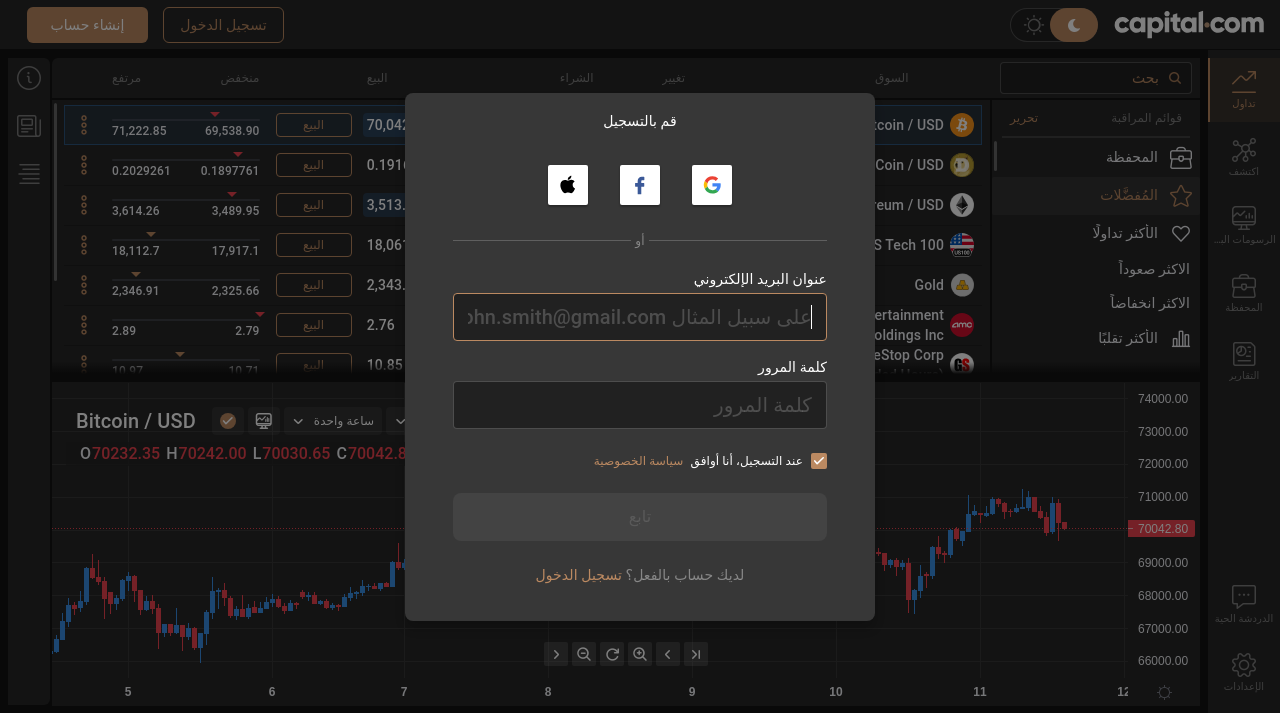 capital.com
تسجيل الدخول
إنشاء حساب
بحث
السوق
تغيير
الشراء
البيع
منخفض
مرتفع
قوائم المراقبة
تحرير
المحفظة
المُفضَّلات
الأكثر تداولًا
الاكثر صعوداً
الاكثر انخفاضاً
الأكثر تقلبًا
تداول
اكتشف
الرسومات البـ...
المحفظة
التقارير
الدردشة الحية
الإعدادات
tcoin / USD
70,042
البيع
69,538.90
71,222.85
Coin / USD
0.1916
البيع
0.1897761
0.2029261
reum / USD
3,513.
البيع
3,489.95
3,614.26
S Tech 100
18,061
البيع
17,917.1
18,112.7
Gold
2,343.
البيع
2,325.66
2,346.91
ertainment
oldings Inc
2.76
البيع
2.79
2.89
eStop Corp
10.85
البيع
10.71
10.97
قم بالتسجيل
أو
عنوان البريد الإلكتروني
على سبيل المثال john.smith@gmail.com
كلمة المرور
كلمة المرور
عند التسجيل، أنا أوافق سياسة الخصوصية
تابع
لديك حساب بالفعل؟ تسجيل الدخول
Bitcoin / USD
ساعة واحدة
O70232.35 H70242.00 L70030.65 C70042.8
74000.00
73000.00
72000.00
71000.00
70042.80
69000.00
68000.00
67000.00
66000.00
5 6 7 8 9 10 11 12